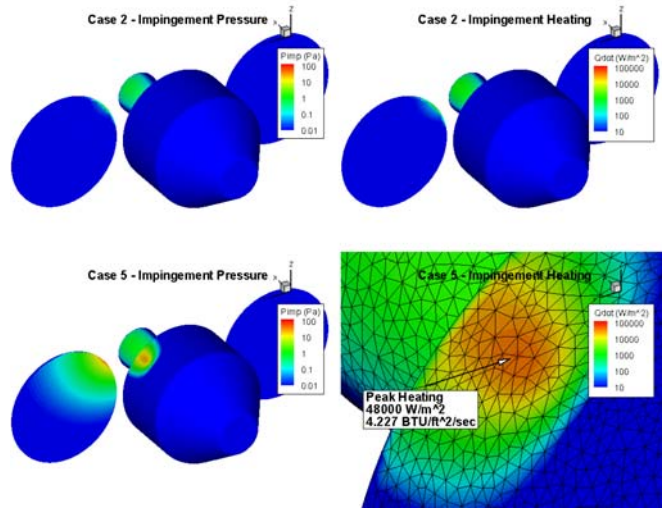 Case 2 - Impingement Pressure
X
Z
Pimp (Pa)
100
10
1
0.1
0.01
Case 2 - Impingement Heating
X
Z
Qdot (W/m^2)
100000
10000
1000
100
10
Case 5 - Impingement Pressure
X
Z
Pimp (Pa)
100
10
1
0.1
0.01
Case 5 - Impingement Heating
Z
Qdot (W/m^2)
100000
10000
1000
100
10
Peak Heating
48000 W/m^2
4.227 BTU/ft^2/sec